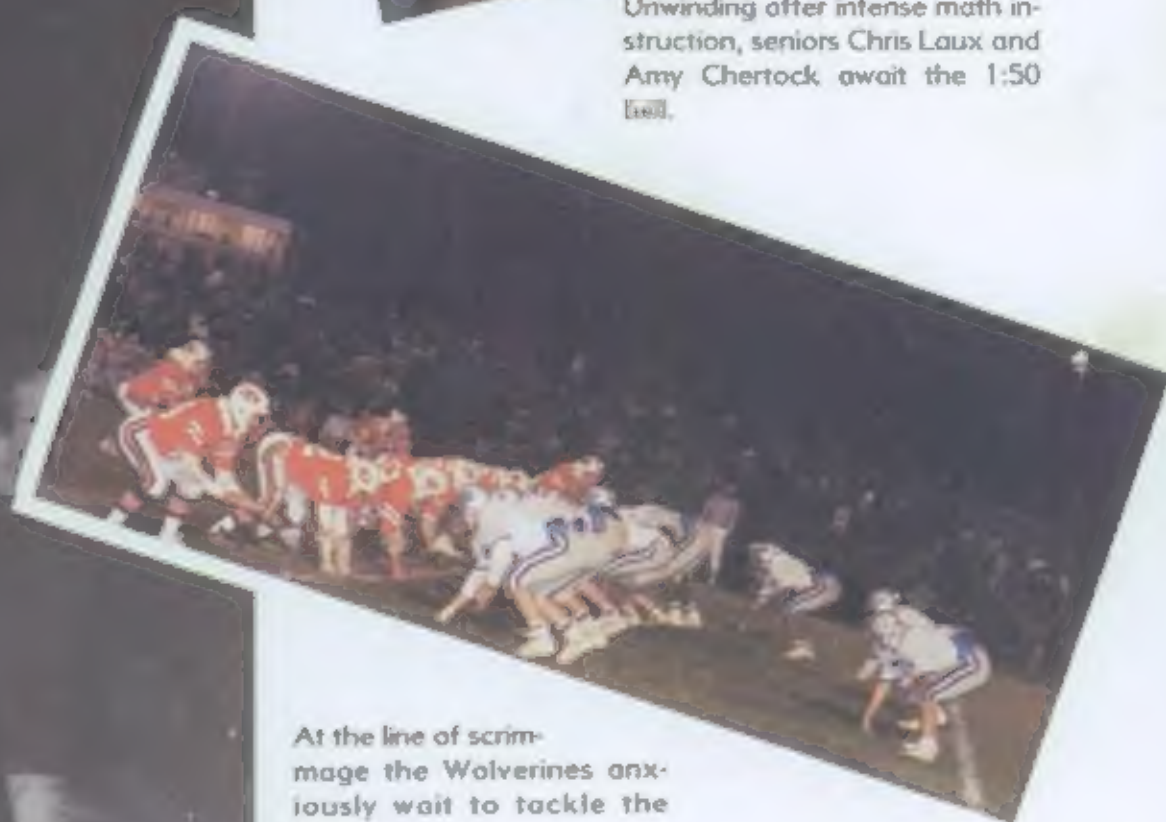 Unwinding after intense math in-
struction, seniors Chris Laux and
Amy Chertock await the 1:50
bell.
At the line of scrim-
mage the Wolverines anx-
iously wait to tackle the